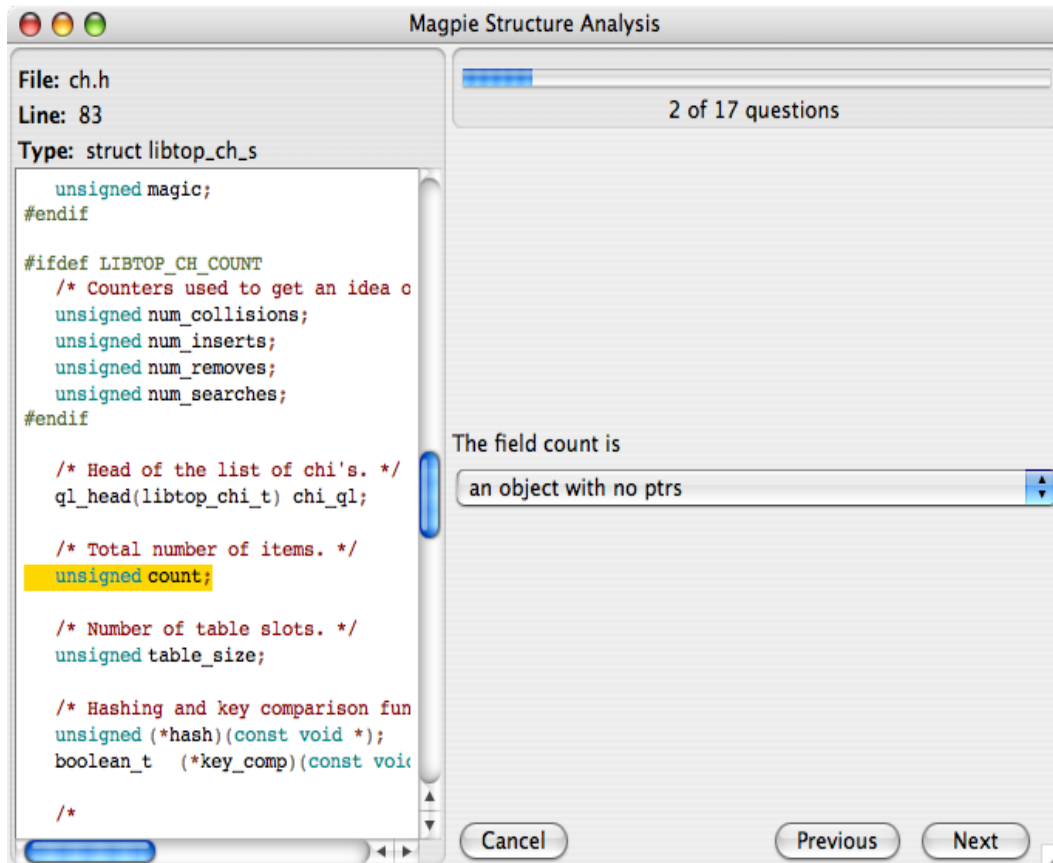 Magpie Structure Analysis
File: ch.h
Line: 83
Type: struct libtop_ch_s
unsigned magic;
#endif
#ifdef LIBTOP_CH_COUNT
/* Counters used to get an idea o
unsigned num_collisions;
unsigned num_inserts;
unsigned num_removes;
unsigned num_searches;
#endif
/* Head of the list of chi's. */
ql_head(libtop_chi_t) chi_ql;
/* Total number of items. */
unsigned count;
/* Number of table slots. */
unsigned table_size;
/* Hashing and key comparison fun
unsigned (*hash)(const void *);
boolean_t (*key_comp)(const voic
/*
2 of 17 questions
The field count is
an object with no ptrs
Cancel
Previous
Next